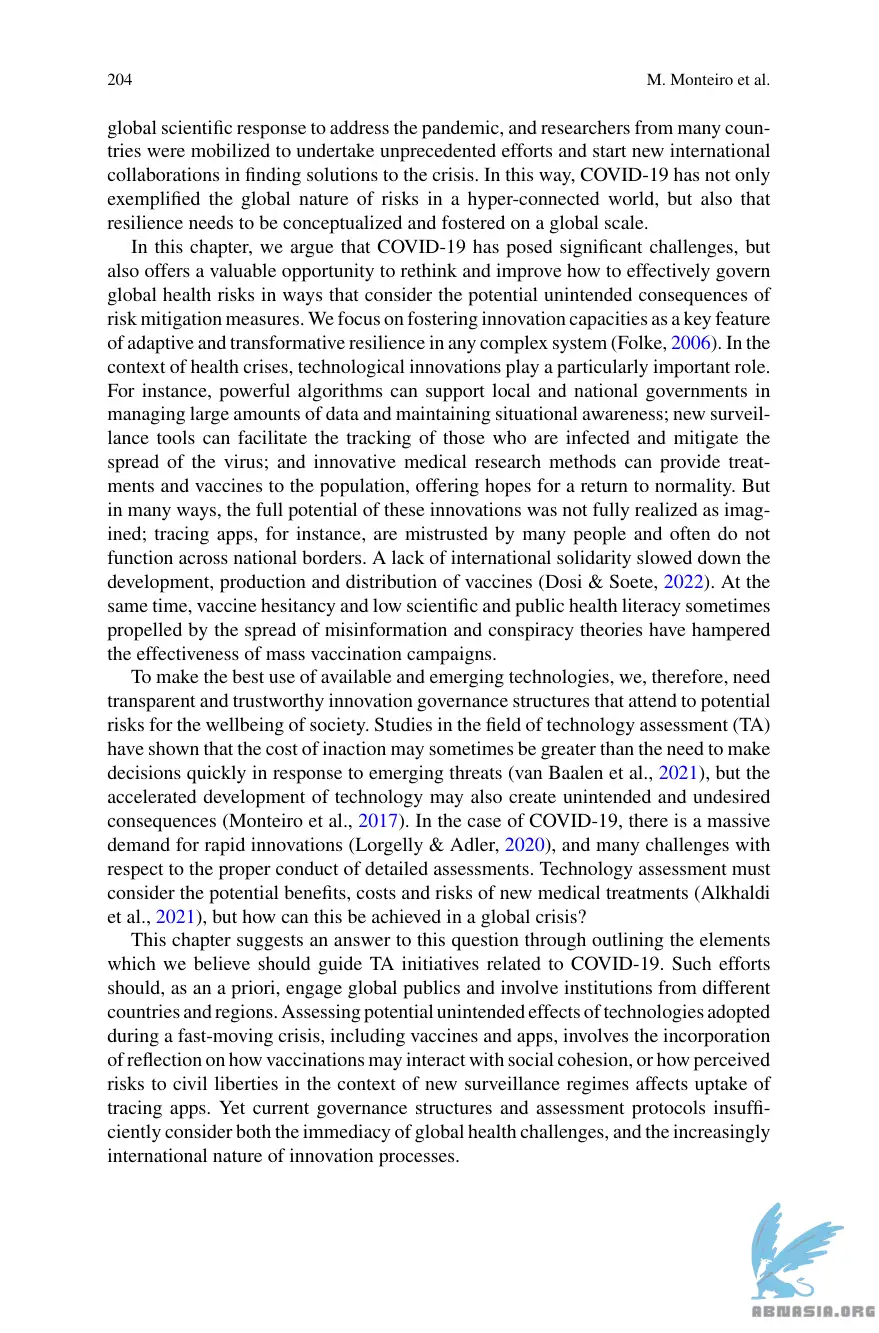 204
M. Monteiro et al.
global scientific response to address the pandemic, and researchers from many coun-
tries were mobilized to undertake unprecedented efforts and start new international
collaborations in finding solutions to the crisis. In this way, COVID-19 has not only
exemplified the global nature of risks in a hyper-connected world, but also that
resilience needs to be conceptualized and fostered on a global scale.
In this chapter, we argue that COVID-19 has posed significant challenges, but
also offers a valuable opportunity to rethink and improve how to effectively govern
global health risks in ways that consider the potential unintended consequences of
risk mitigation measures. We focus on fostering innovation capacities as a key feature
of adaptive and transformative resilience in any complex system (Folke, 2006). In the
context of health crises, technological innovations play a particularly important role.
For instance, powerful algorithms can support local and national governments in
managing large amounts of data and maintaining situational awareness; new surveil-
lance tools can facilitate the tracking of those who are infected and mitigate the
spread of the virus; and innovative medical research methods can provide treat-
ments and vaccines to the population, offering hopes for a return to normality. But
in many ways, the full potential of these innovations was not fully realized as imag-
ined; tracing apps, for instance, are mistrusted by many people and often do not
function across national borders. A lack of international solidarity slowed down the
development, production and distribution of vaccines (Dosi & Soete, 2022). At the
same time, vaccine hesitancy and low scientific and public health literacy sometimes
propelled by the spread of misinformation and conspiracy theories have hampered
the effectiveness of mass vaccination campaigns.
To make the best use of available and emerging technologies, we, therefore, need
transparent and trustworthy innovation governance structures that attend to potential
risks for the wellbeing of society. Studies in the field of technology assessment (TA)
have shown that the cost of inaction may sometimes be greater than the need to make
decisions quickly in response to emerging threats (van Baalen et al., 2021), but the
accelerated development of technology may also create unintended and undesired
consequences (Monteiro et al., 2017). In the case of COVID-19, there is a massive
demand for rapid innovations (Lorgelly & Adler, 2020), and many challenges with
respect to the proper conduct of detailed assessments. Technology assessment must
consider the potential benefits, costs and risks of new medical treatments (Alkhaldi
et al., 2021), but how can this be achieved in a global crisis?
This chapter suggests an answer to this question through outlining the elements
which we believe should guide TA initiatives related to COVID-19. Such efforts
should, as an a priori, engage global publics and involve institutions from different
countries and regions. Assessing potential unintended effects of technologies adopted
during a fast-moving crisis, including vaccines and apps, involves the incorporation
of reflection on how vaccinations may interact with social cohesion, or how perceived
risks to civil liberties in the context of new surveillance regimes affects uptake of
tracing apps. Yet current governance structures and assessment protocols insuffi-
ciently consider both the immediacy of global health challenges, and the increasingly
international nature of innovation processes.
ABNASIA.ORG